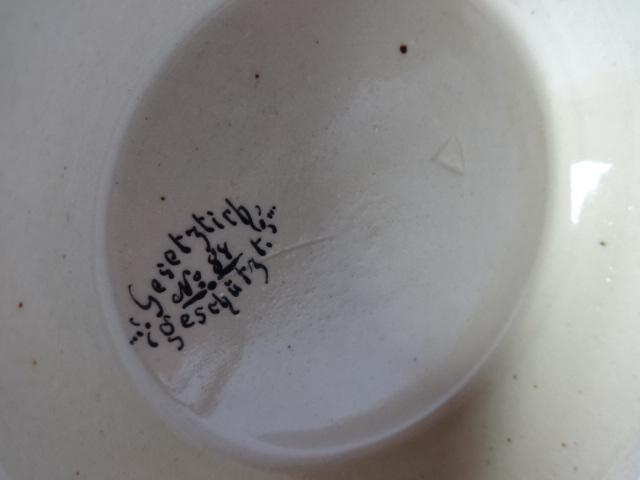 Gesetzlich
No. 84
geschützt.